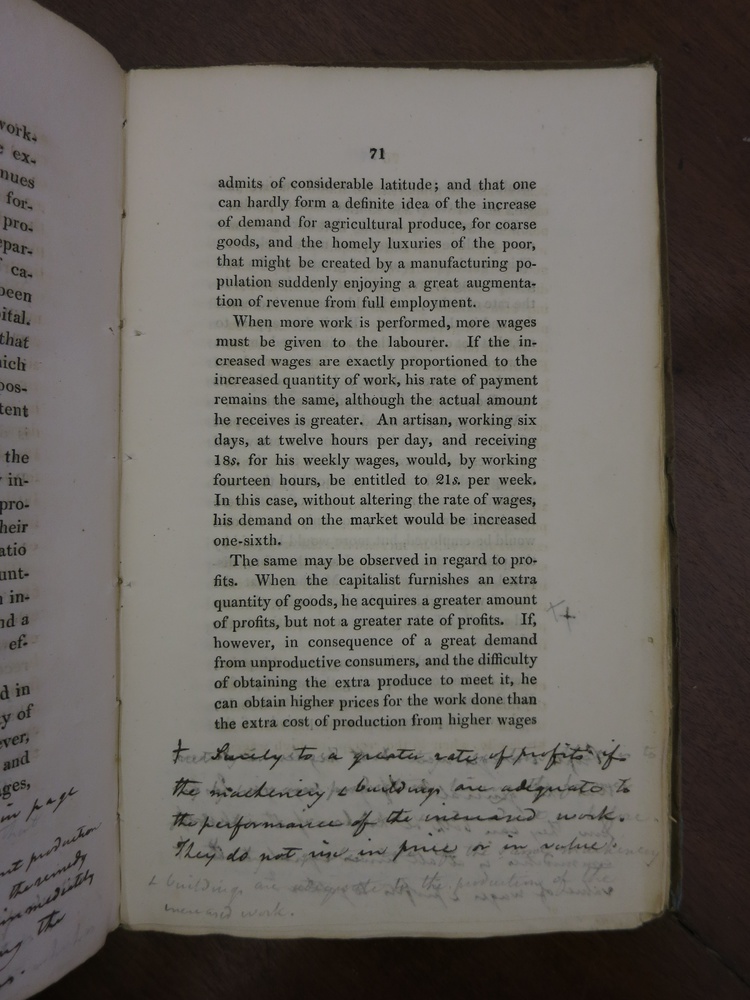 work-
ex-
nues
for-
pro-
epar-
ca-
been
ital.
that
hich
pos-
tent
the
in-
pro-
heir
atio
unt-
in-
nd a
ef-
d in
y of
ever,
and
ges,
in page
production
the remedy
immediately
the
71
admits of considerable latitude; and that one
can hardly form a definite idea of the increase
of demand for agricultural produce, for coarse
goods, and the homely luxuries of the poor,
that might be created by a manufacturing po-
pulation suddenly enjoying a great augmenta-
tion of revenue from full employment.
When more work is performed, more wages
must be given to the labourer. If the in-
creased wages are exactly proportioned to the
increased quantity of work, his rate of payment
remains the same, although the actual amount
he receives is greater. An artisan, working six
days, at twelve hours per day, and receiving
18s. for his weekly wages, would, by working
fourteen hours, be entitled to 21s. per week.
In this case, without altering the rate of wages,
his demand on the market would be increased
one-sixth.
The same may be observed in regard to pro-
fits. When the capitalist furnishes an extra
quantity of goods, he acquires a greater amount
of profits, but not a greater rate of profits. If, +
however, in consequence of a great demand
from unproductive consumers, and the difficulty
of obtaining the extra produce to meet it, he
can obtain higher prices for the work done than
the extra cost of production from higher wages
+ Surely to a greater rate of profits if
the machinery & buildings are adequate to
the performance of the increased work.
They do not rise in price or in value.
& buildings are adequate to the production of the
increased work.